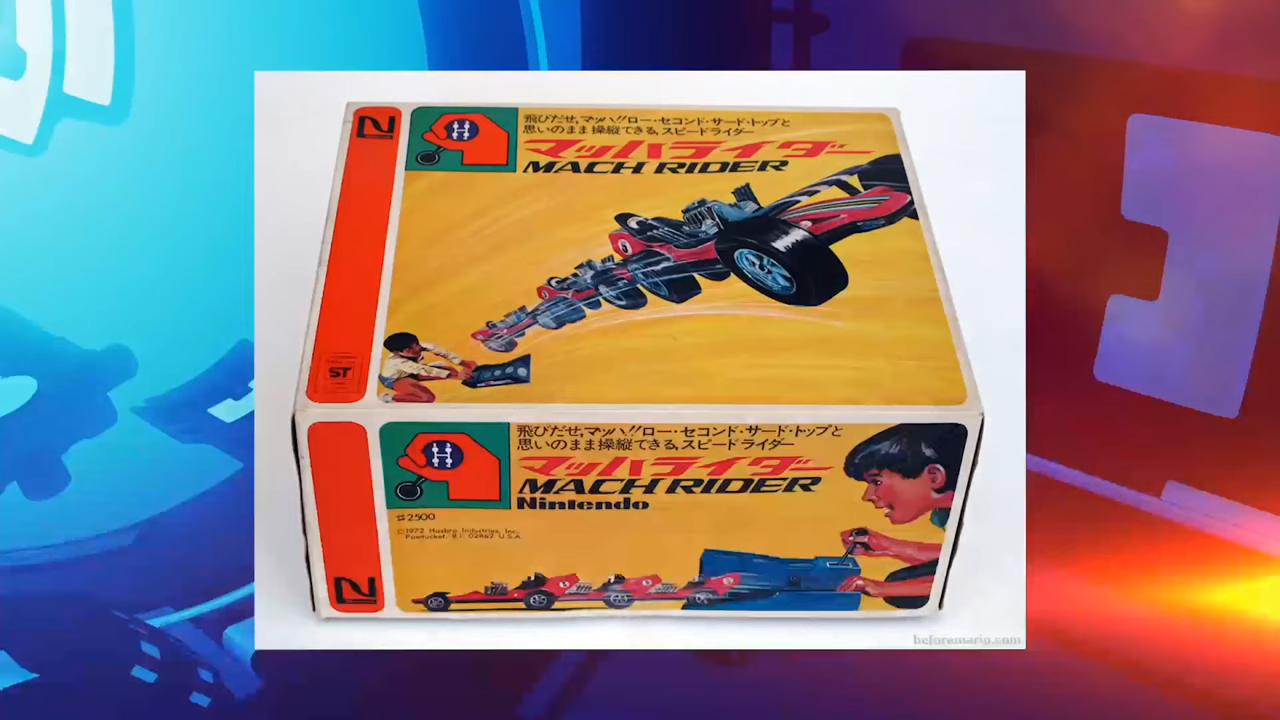 N
飛びだせ,マッハ!!ロー・セコンド・サード・トップと
思いのまま操縦できる,スピードライダー
マッハライダー
MACH RIDER
ST
飛びだせ,マッハ!!ロー・セコンド・サード・トップと
思いのまま操縦できる,スピードライダー
マッハライダー
MACH RIDER
Nintendo
#2500
©1972 Hasbro Industries, Inc.
Pawtucket, R.I. 02862 U.S.A.
N
beforemario.com